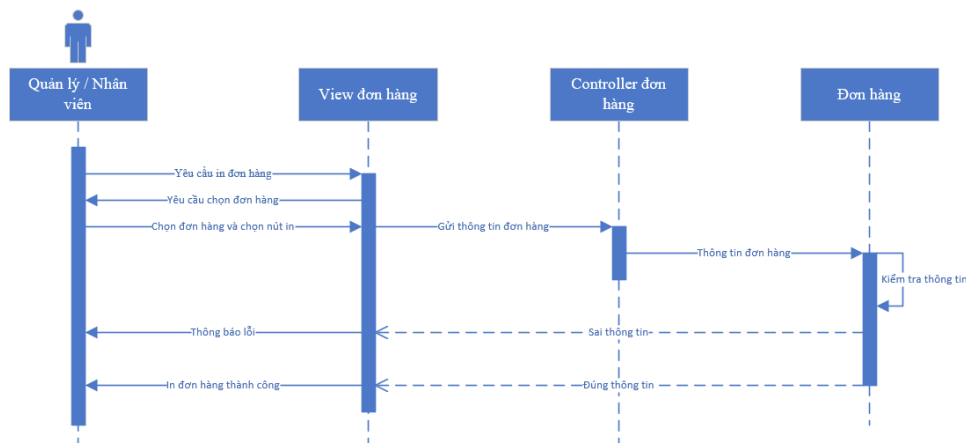 Quản lý / Nhân
viên
View đơn hàng
Controller đơn
hàng
Đơn hàng
Yêu cầu in đơn hàng
Yêu cầu chọn đơn hàng
Chọn đơn hàng và chọn nút in
Gửi thông tin đơn hàng
Thông tin đơn hàng
Kiểm tra thông tin
Thông báo lỗi
Sai thông tin
In đơn hàng thành công
Đúng thông tin